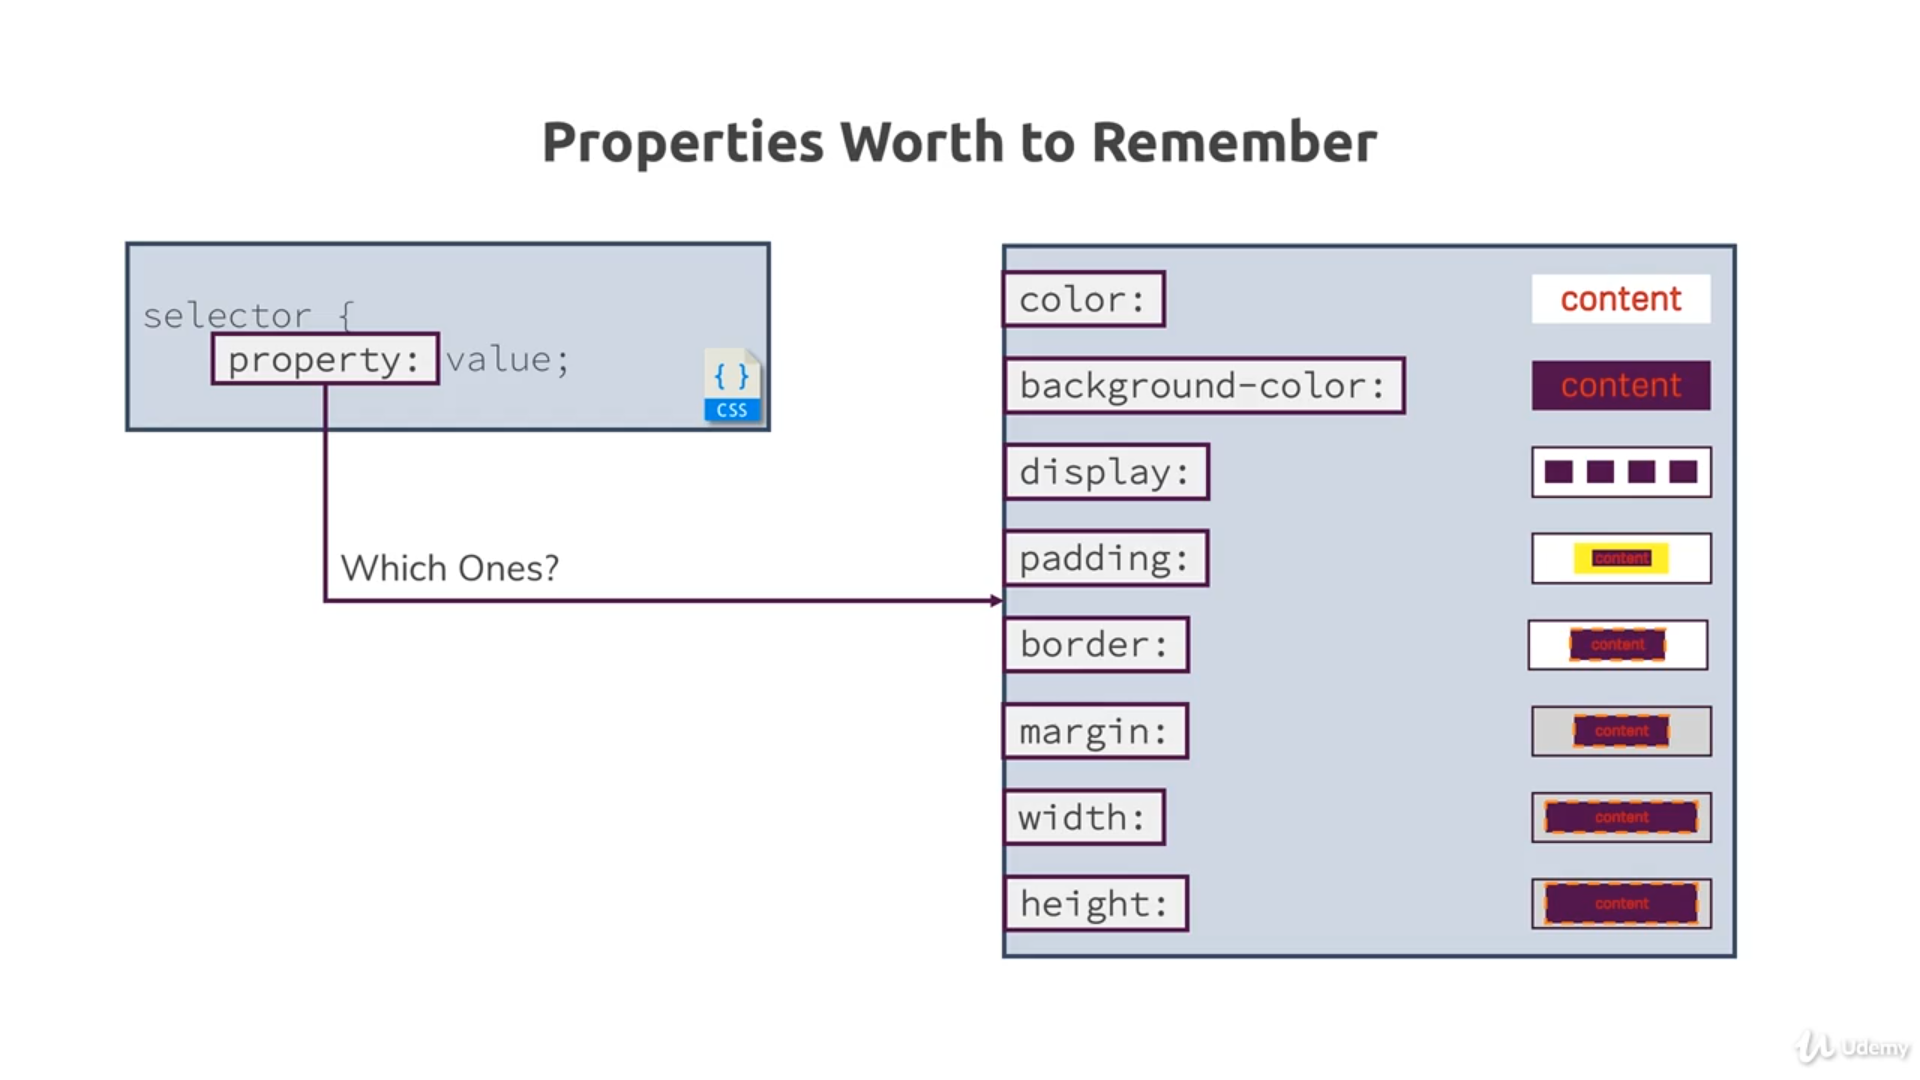 Properties Worth to Remember
selector {
property: value;
{ }
CSS
Which Ones?
color:
content
background-color:
content
display:
padding:
content
border:
content
margin:
content
width:
content
height:
content
Udemy